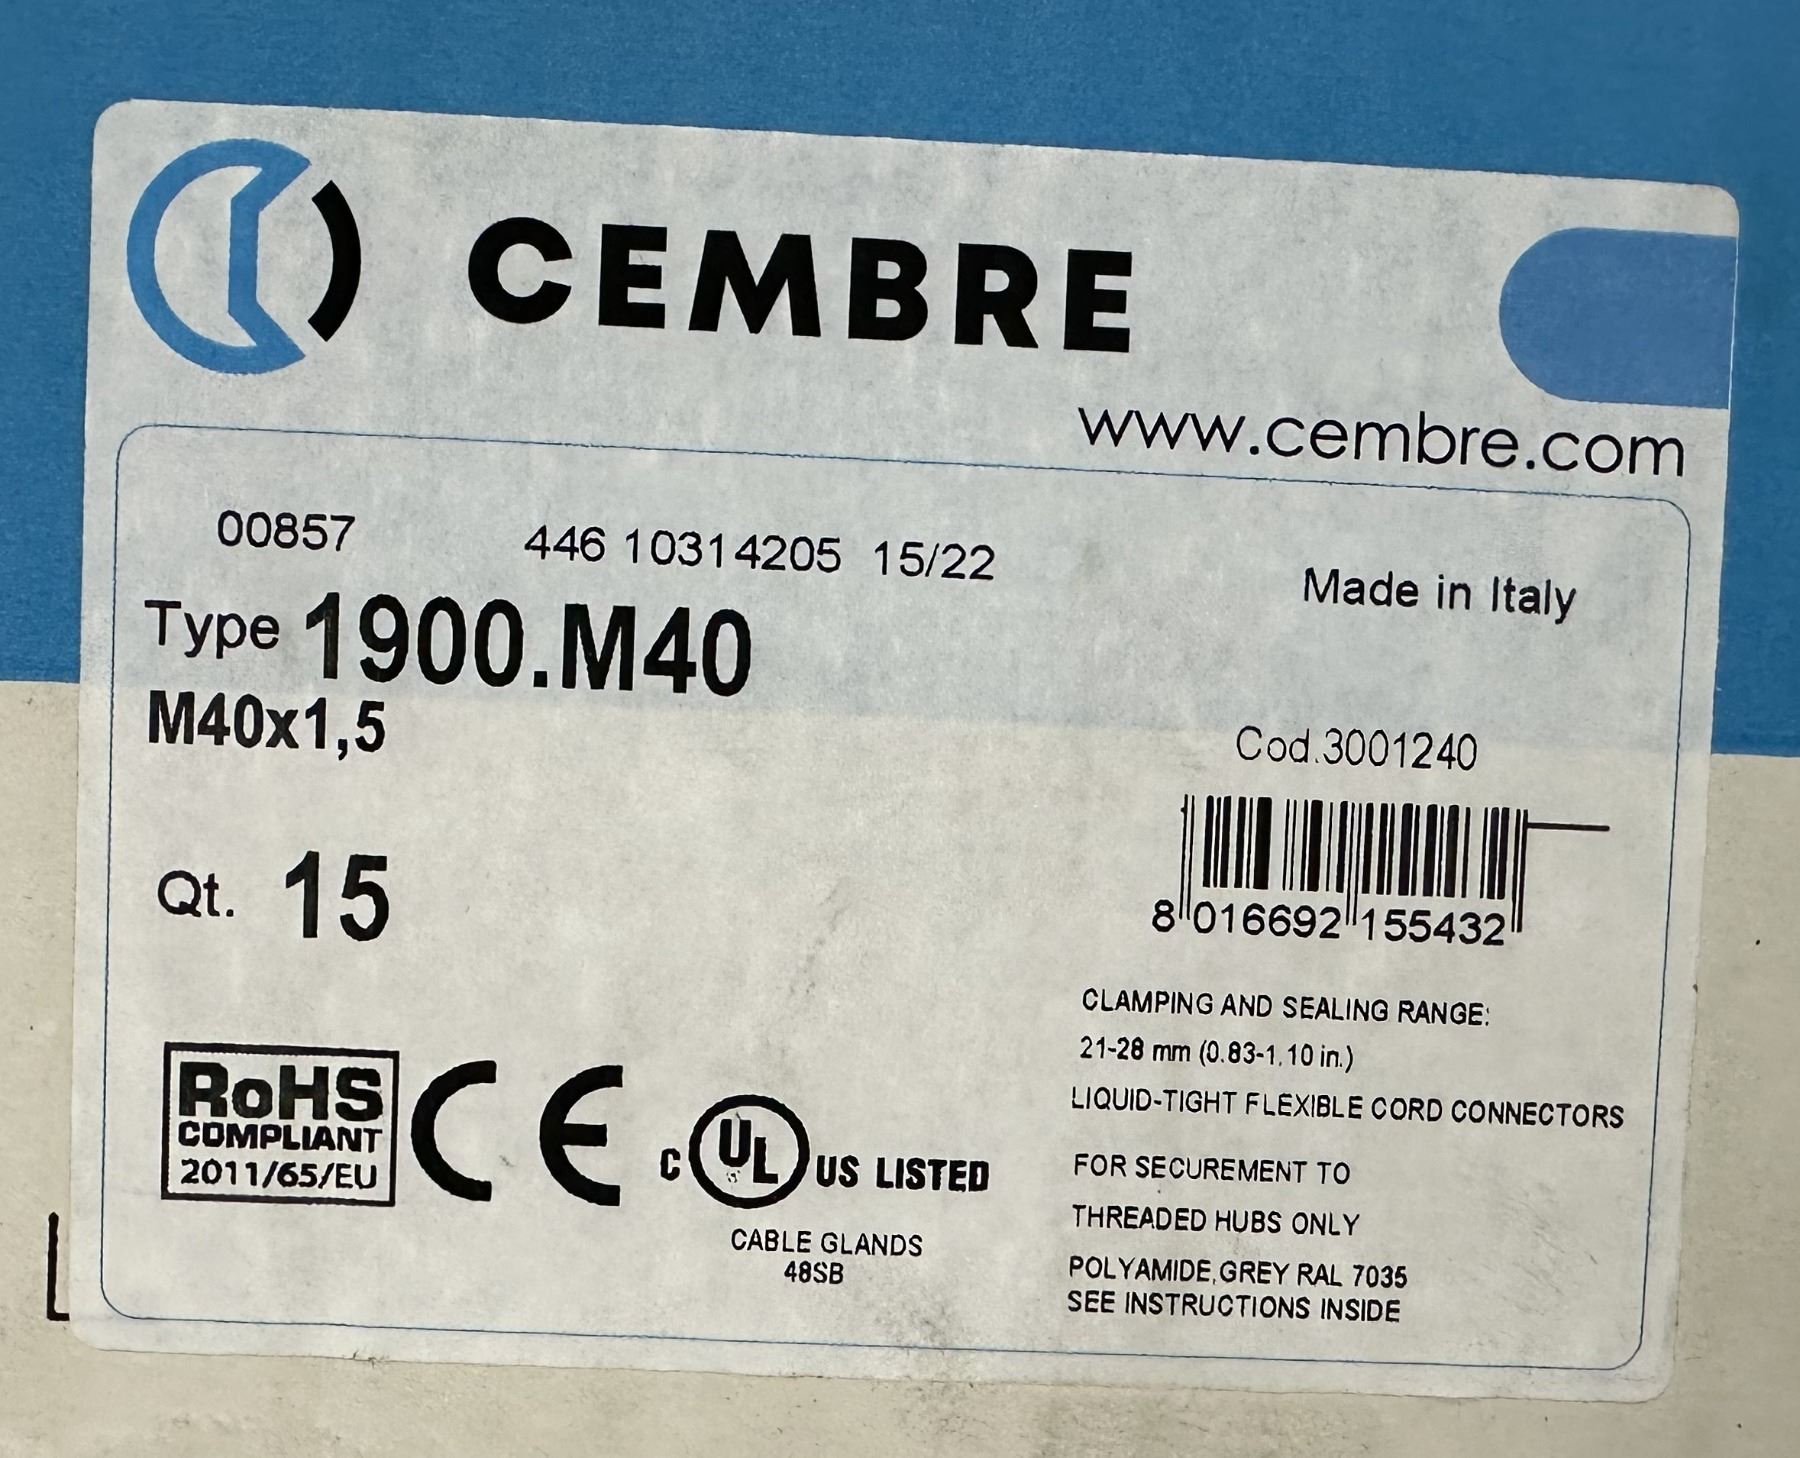 CEMBRE
www.cembre.com
00857 446 10314205 15/22
Made in Italy
Type 1900.M40
M40x1,5
Cod.3001240
Qt. 15
8 016692 155432
CLAMPING AND SEALING RANGE:
21-28 mm (0.83-1.10 in.)
LIQUID-TIGHT FLEXIBLE CORD CONNECTORS
FOR SECUREMENT TO
THREADED HUBS ONLY
POLYAMIDE,GREY RAL 7035
SEE INSTRUCTIONS INSIDE
RoHS
COMPLIANT
2011/65/EU
CE
C UL US LISTED
CABLE GLANDS
48SB